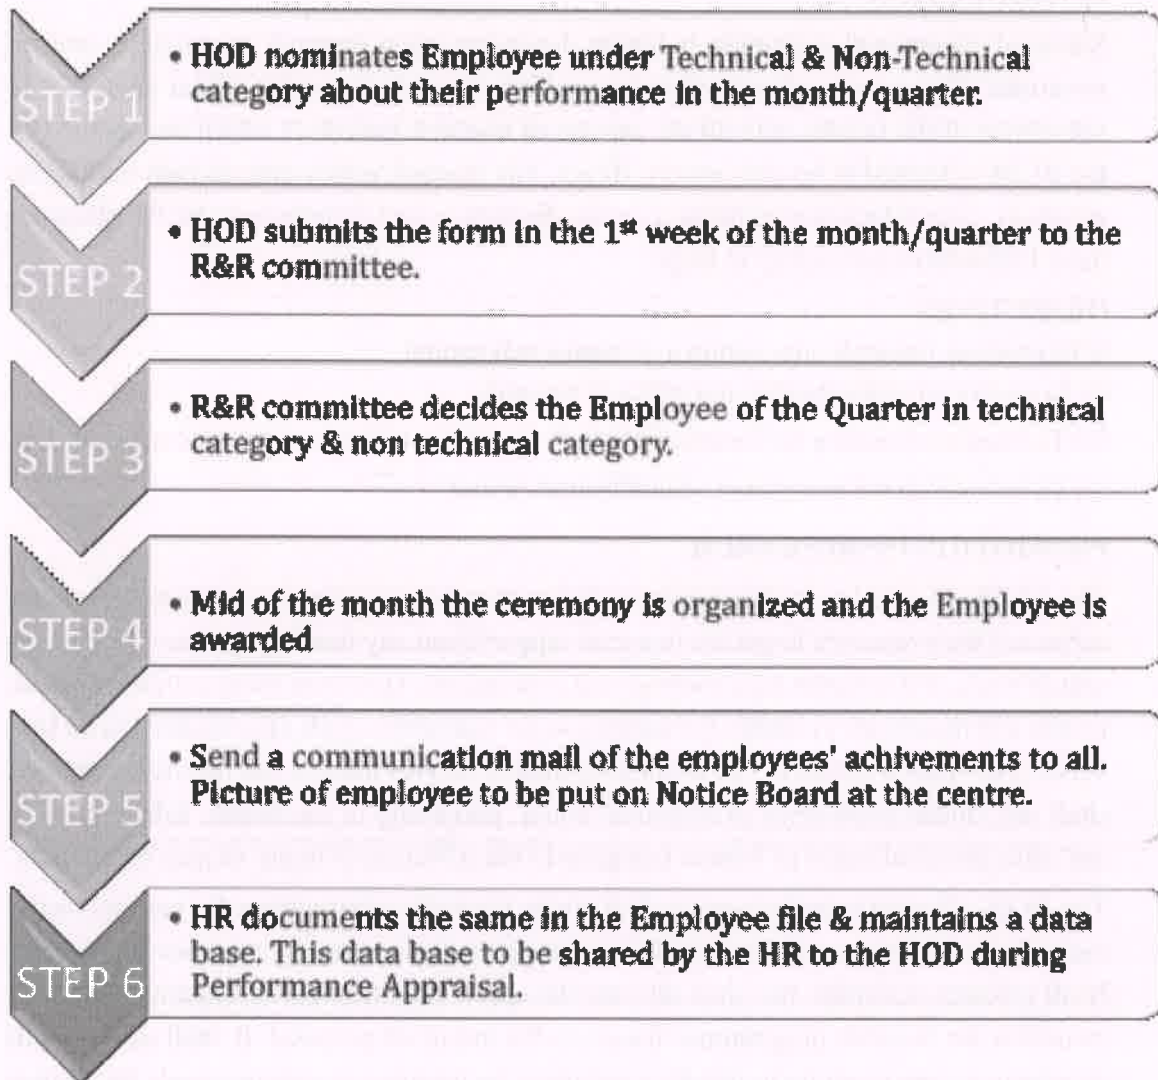 STEP 1
• HOD nominates Employee under Technical & Non-Technical
category about their performance in the month/quarter.
STEP 2
• HOD submits the form in the 1st week of the month/quarter to the
R&R committee.
STEP 3
• R&R committee decides the Employee of the Quarter in technical
category & non technical category.
STEP 4
• Mid of the month the ceremony is organized and the Employee is
awarded
STEP 5
• Send a communication mail of the employees' achivements to all.
Picture of employee to be put on Notice Board at the centre.
STEP 6
• HR documents the same in the Employee file & maintains a data
base. This data base to be shared by the HR to the HOD during
Performance Appraisal.